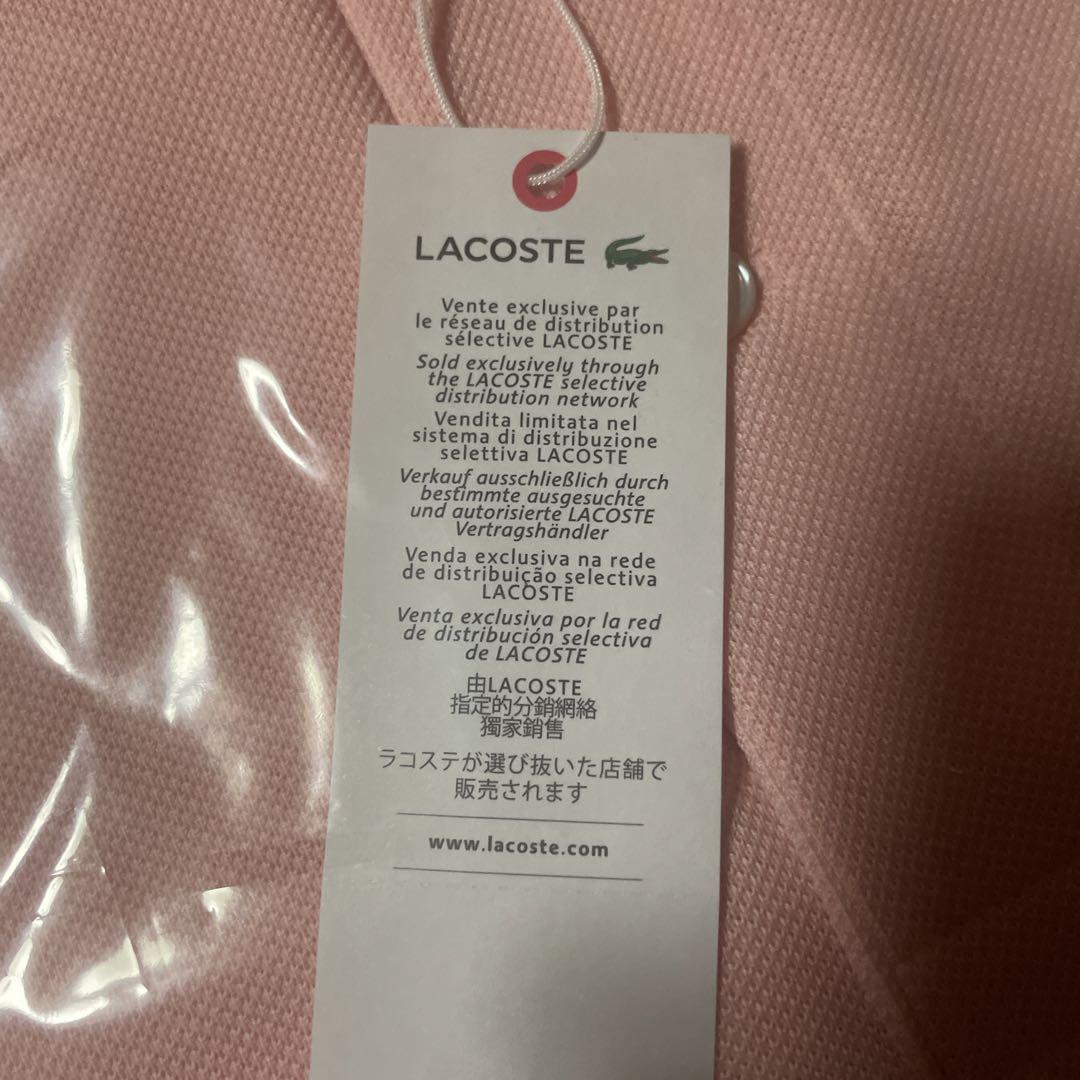 LACOSTE
Vente exclusive par
le réseau de distribution
sélective LACOSTE
Sold exclusively through
the LACOSTE selective
distribution network
Vendita limitata nel
sistema di distribuzione
selettiva LACOSTE
Verkauf ausschließlich durch
bestimmte ausgesuchte
und autorisierte LACOSTE
Vertragshändler
Venda exclusiva na rede
de distribuição selectiva
LACOSTE
Venta exclusiva por la red
de distribución selectiva
de LACOSTE
由LACOSTE
指定的分銷網絡
獨家銷售
ラコステが選び抜いた店舗で
販売されます
www.lacoste.com